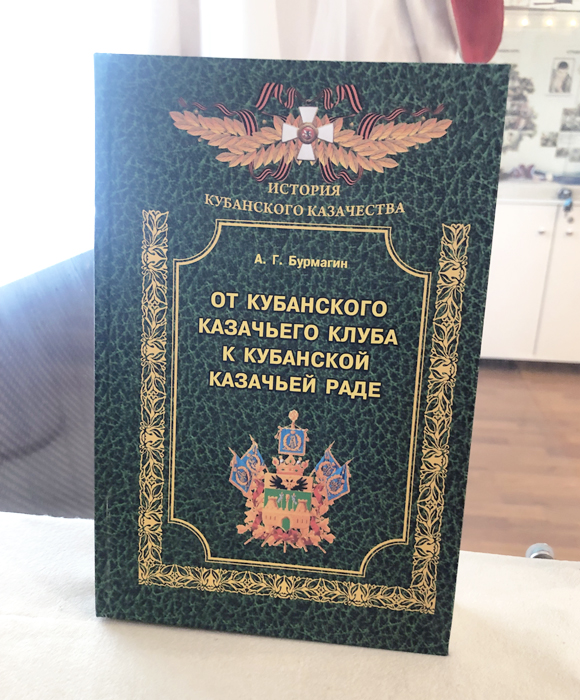 ИСТОРИЯ
КУБАНСКОГО КАЗАЧЕСТВА
А. Г. Бурмагин
ОТ КУБАНСКОГО
КАЗАЧЬЕГО КЛУБА
К КУБАНСКОЙ
КАЗАЧЬЕЙ РАДЕ